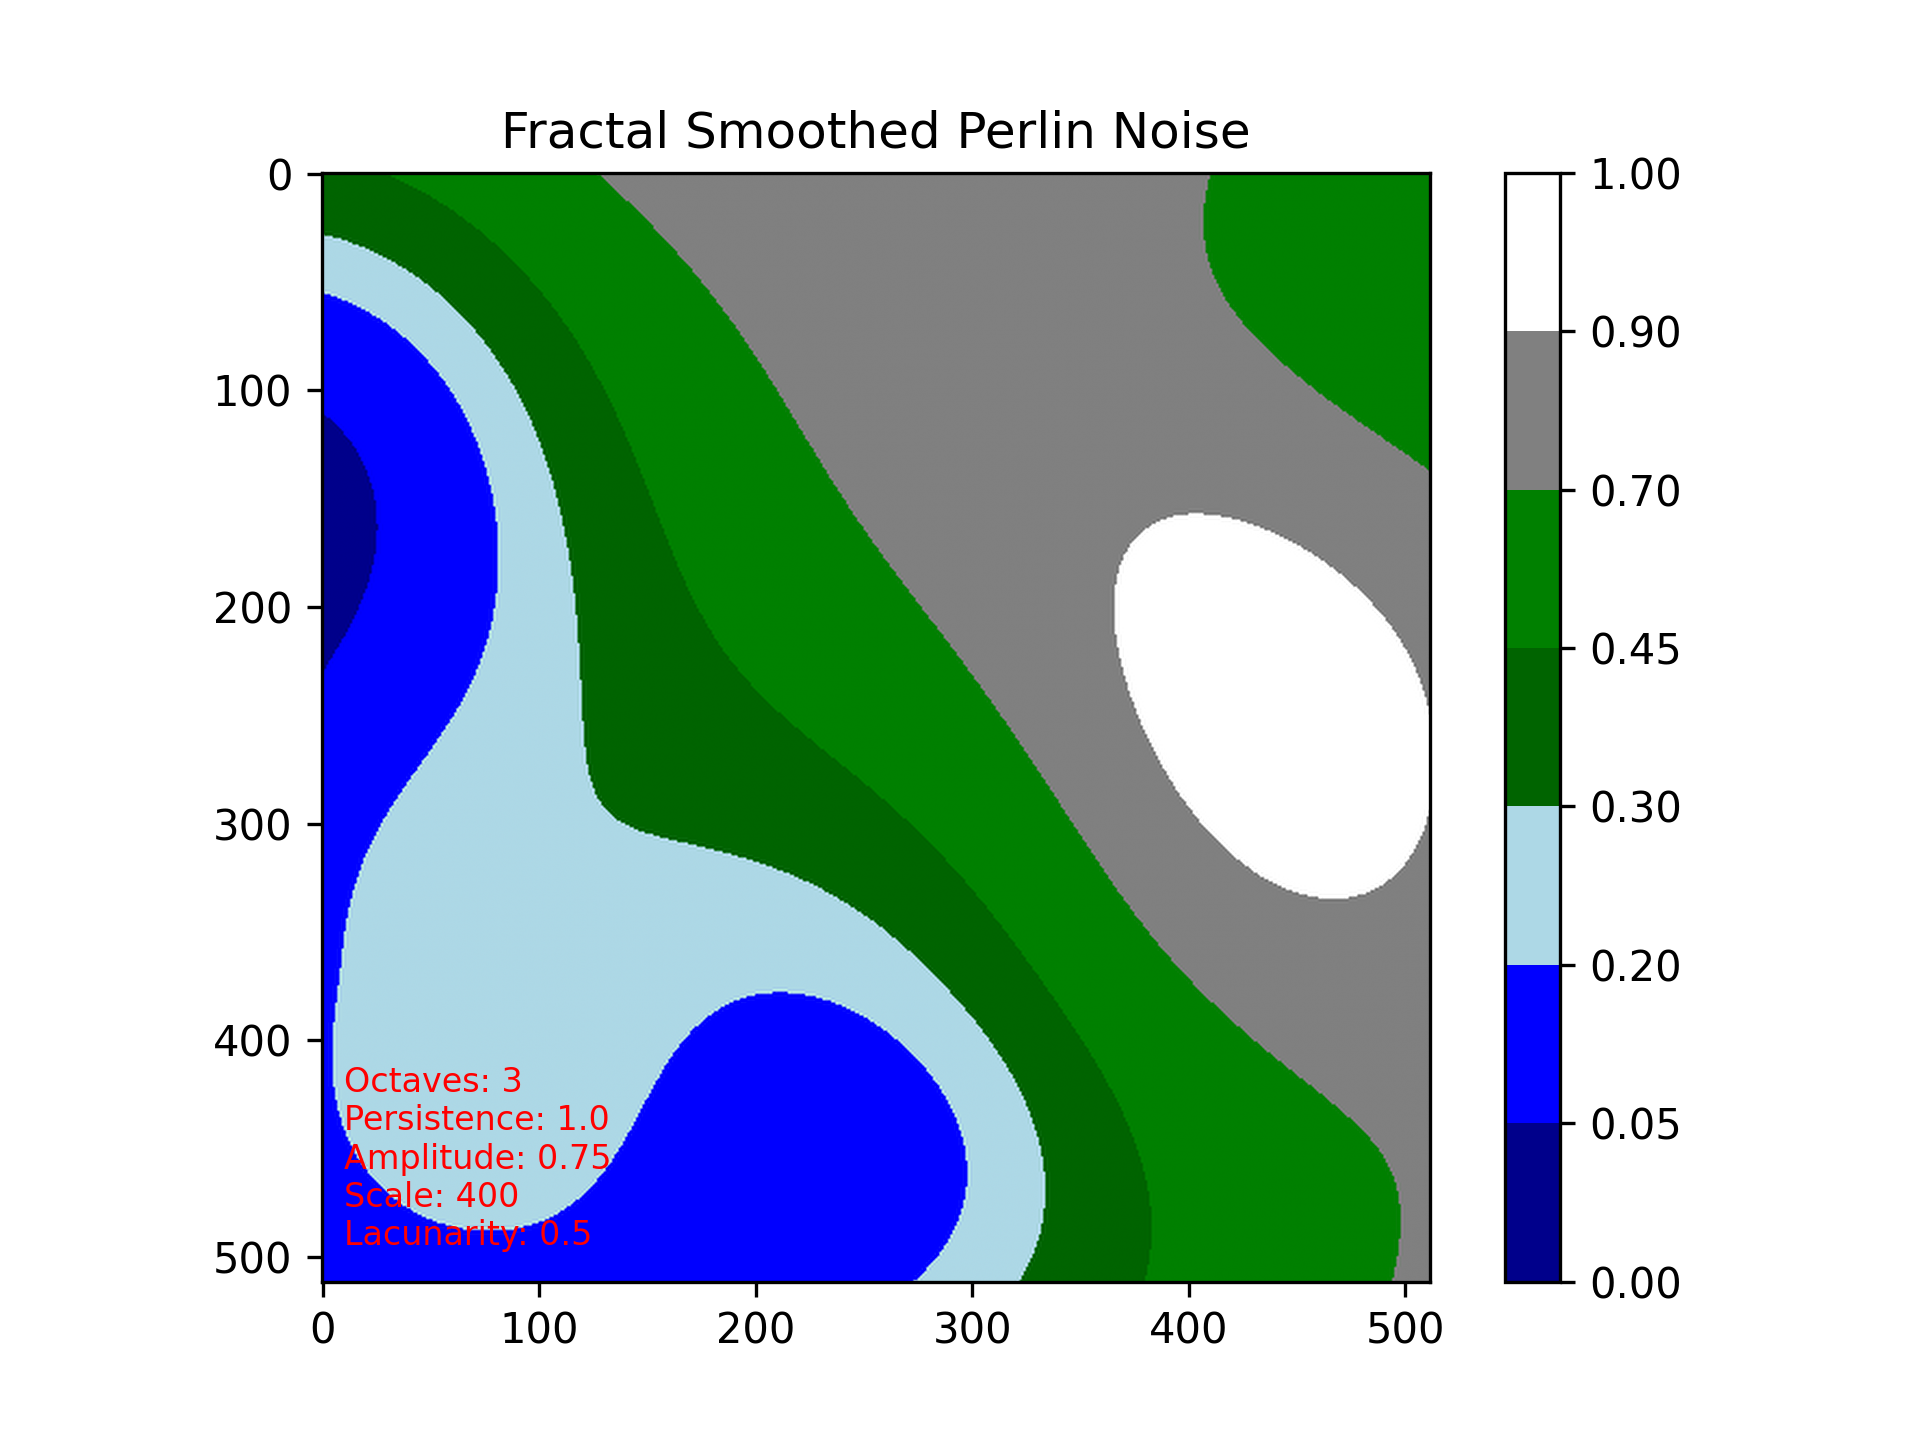 Fractal Smoothed Perlin Noise
0
100
200
300
400
500
Octaves: 3
Persistence: 1.0
Amplitude: 0.75
Scale: 400
Lacunarity: 0.5
0 100 200 300 400 500
1.00
0.90
0.70
0.45
0.30
0.20
0.05
0.00